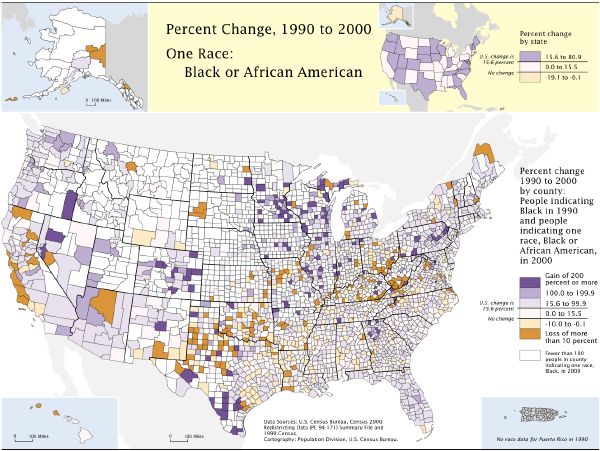 Percent Change, 1990 to 2000
One Race:
Black or African American
0 100 Miles
Percent change
by state
U.S. change is
15.6 percent
No change
15.6 to 80.9
0.0 to 15.5
-19.1 to -0.1
Percent change
1990 to 2000
by county:
People indicating
Black in 1990
and people
indicating one
race, Black or
African American,
in 2000
Gain of 200
percent or more
100.0 to 199.9
15.6 to 99.9
0.0 to 15.5
-10.0 to -0.1
Loss of more
than 10 percent
U.S. change is
15.6 percent
No change
Fewer than 100
people in county
indicating one race,
Black, in 2000
Data Sources: U.S. Census Bureau, Census 2000
Redistricting Data (PL 94-171) Summary File and
1990 Census.
Cartography: Population Division, U.S. Census Bureau.
0 100 Miles
0 100 Miles
No race data for Puerto Rico in 1990